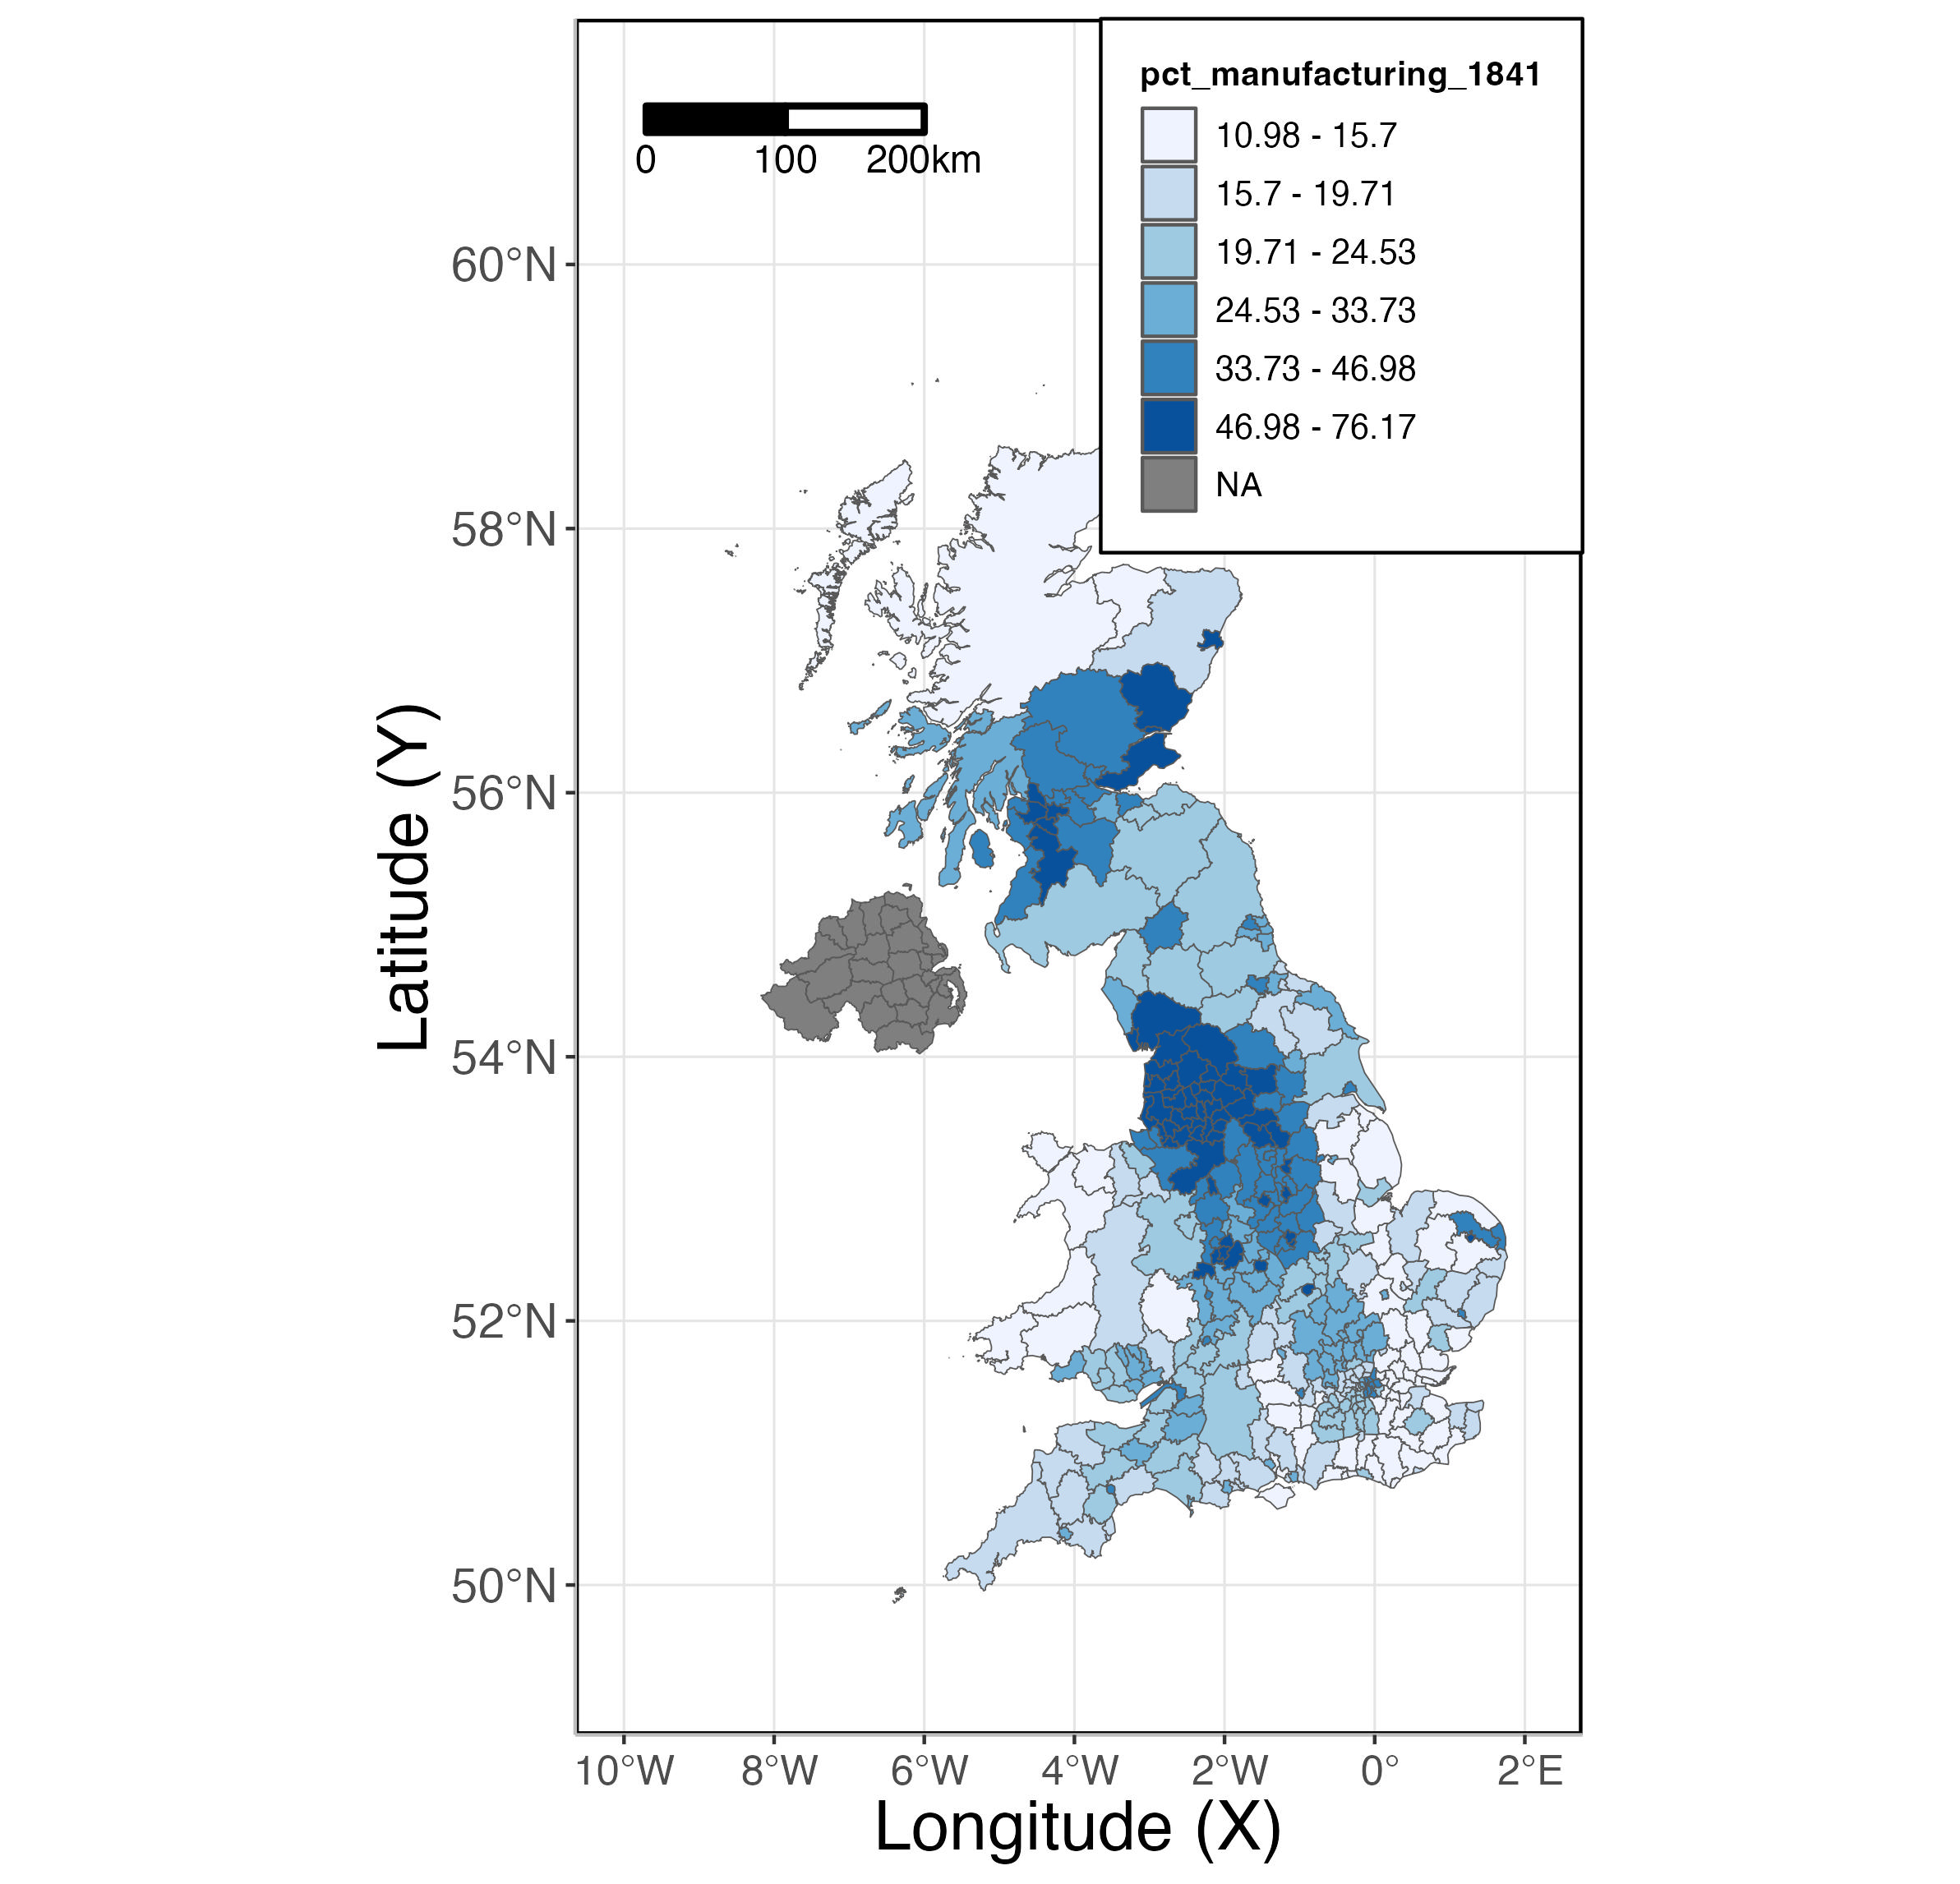 pct_manufacturing_1841
10.98 - 15.7
15.7 - 19.71
19.71 - 24.53
24.53 - 33.73
33.73 - 46.98
46.98 - 76.17
NA
0 100 200km
60°N
58°N
56°N
54°N
52°N
50°N
Latitude (Y)
10°W 8°W 6°W 4°W 2°W 0° 2°E
Longitude (X)